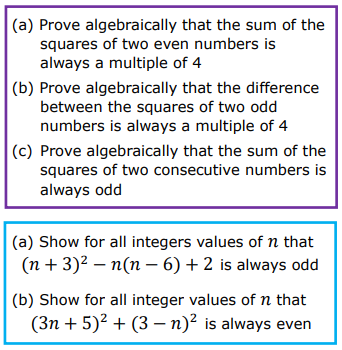 (a) Prove algebraically that the sum of the
squares of two even numbers is
always a multiple of 4
(b) Prove algebraically that the difference
between the squares of two odd
numbers is always a multiple of 4
(c) Prove algebraically that the sum of the
squares of two consecutive numbers is
always odd
(a) Show for all integers values of n that
(n + 3)² − n(n − 6) + 2 is always odd
(b) Show for all integer values of n that
(3n + 5)² + (3 − n)² is always even